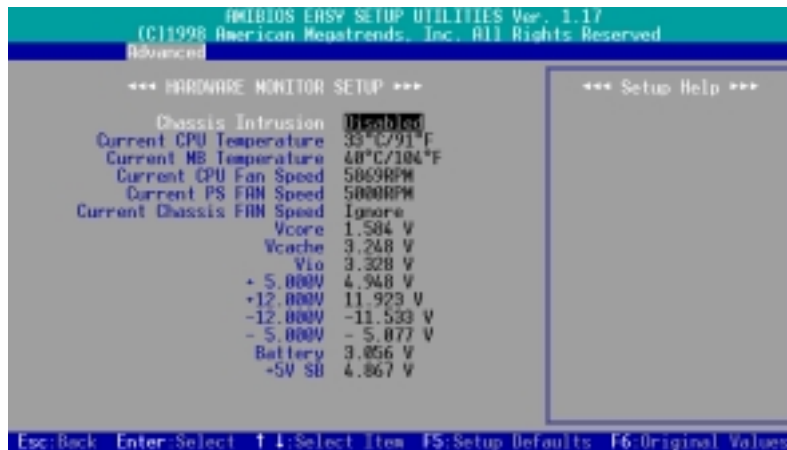 AMIBIOS EASY SETUP UTILITIES Ver. 1.17
(C)1998 American Megatrends, Inc. All Rights Reserved
Advanced
*** HARDWARE MONITOR SETUP ***
*** Setup Help ***
Chassis Intrusion Disabled
Current CPU Temperature 33°C/91°F
Current MB Temperature 40°C/104°F
Current CPU Fan Speed 5869RPM
Current PS FAN Speed 5000RPM
Current Chassis FAN Speed Ignore
Vcore 1.584 V
Vcache 3.248 V
Vio 3.328 V
+ 5.000V 4.948 V
+12.000V 11.923 V
-12.000V -11.533 V
- 5.000V - 5.077 V
Battery 3.056 V
+5V SB 4.867 V
Esc:Back Enter:Select ↑↓:Select Item F5:Setup Defaults F6:Original Values